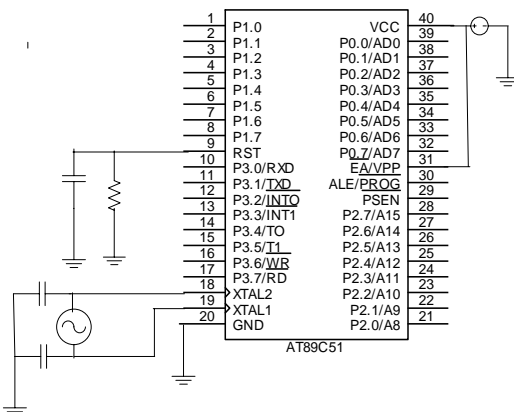 1 P1.0 VCC 40
2 P1.1 P0.0/AD0 39
3 P1.2 P0.1/AD1 38
4 P1.3 P0.2/AD2 37
5 P1.4 P0.3/AD3 36
6 P1.5 P0.4/AD4 35
7 P1.6 P0.5/AD5 34
8 P1.7 P0.6/AD6 33
9 RST P0.7/AD7 32
10 P3.0/RXD EA/VPP 31
11 P3.1/TXD ALE/PROG 30
12 P3.2/INTO PSEN 29
13 P3.3/INT1 P2.7/A15 28
14 P3.4/TO P2.6/A14 27
15 P3.5/T1 P2.5/A13 26
16 P3.6/WR P2.4/A12 25
17 P3.7/RD P2.3/A11 24
18 XTAL2 P2.2/A10 23
19 XTAL1 P2.1/A9 22
20 GND P2.0/A8 21
AT89C51